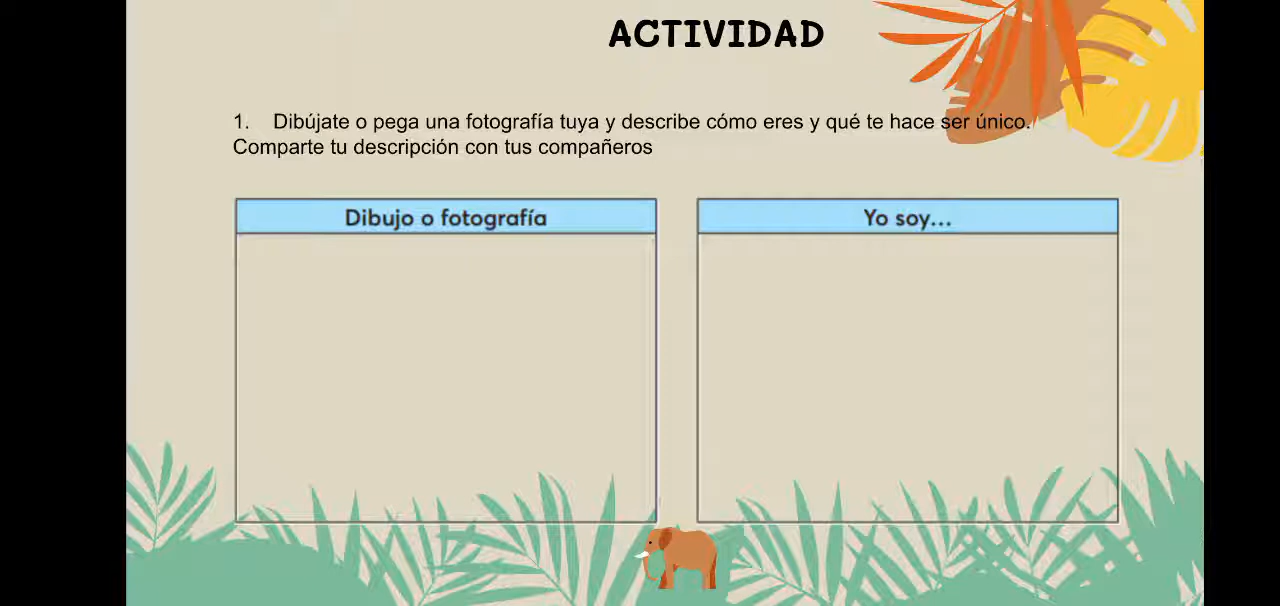 ACTIVIDAD
1. Dibújate o pega una fotografía tuya y describe cómo eres y qué te hace ser único.
Comparte tu descripción con tus compañeros
Dibujo o fotografía
Yo soy...